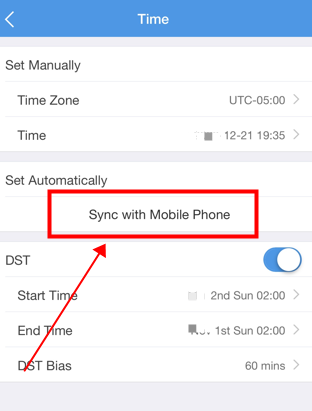 Time
Set Manually
Time Zone UTC-05:00
Time 12-21 19:35
Set Automatically
Sync with Mobile Phone
DST
Start Time 2nd Sun 02:00
End Time 1st Sun 02:00
DST Bias 60 mins